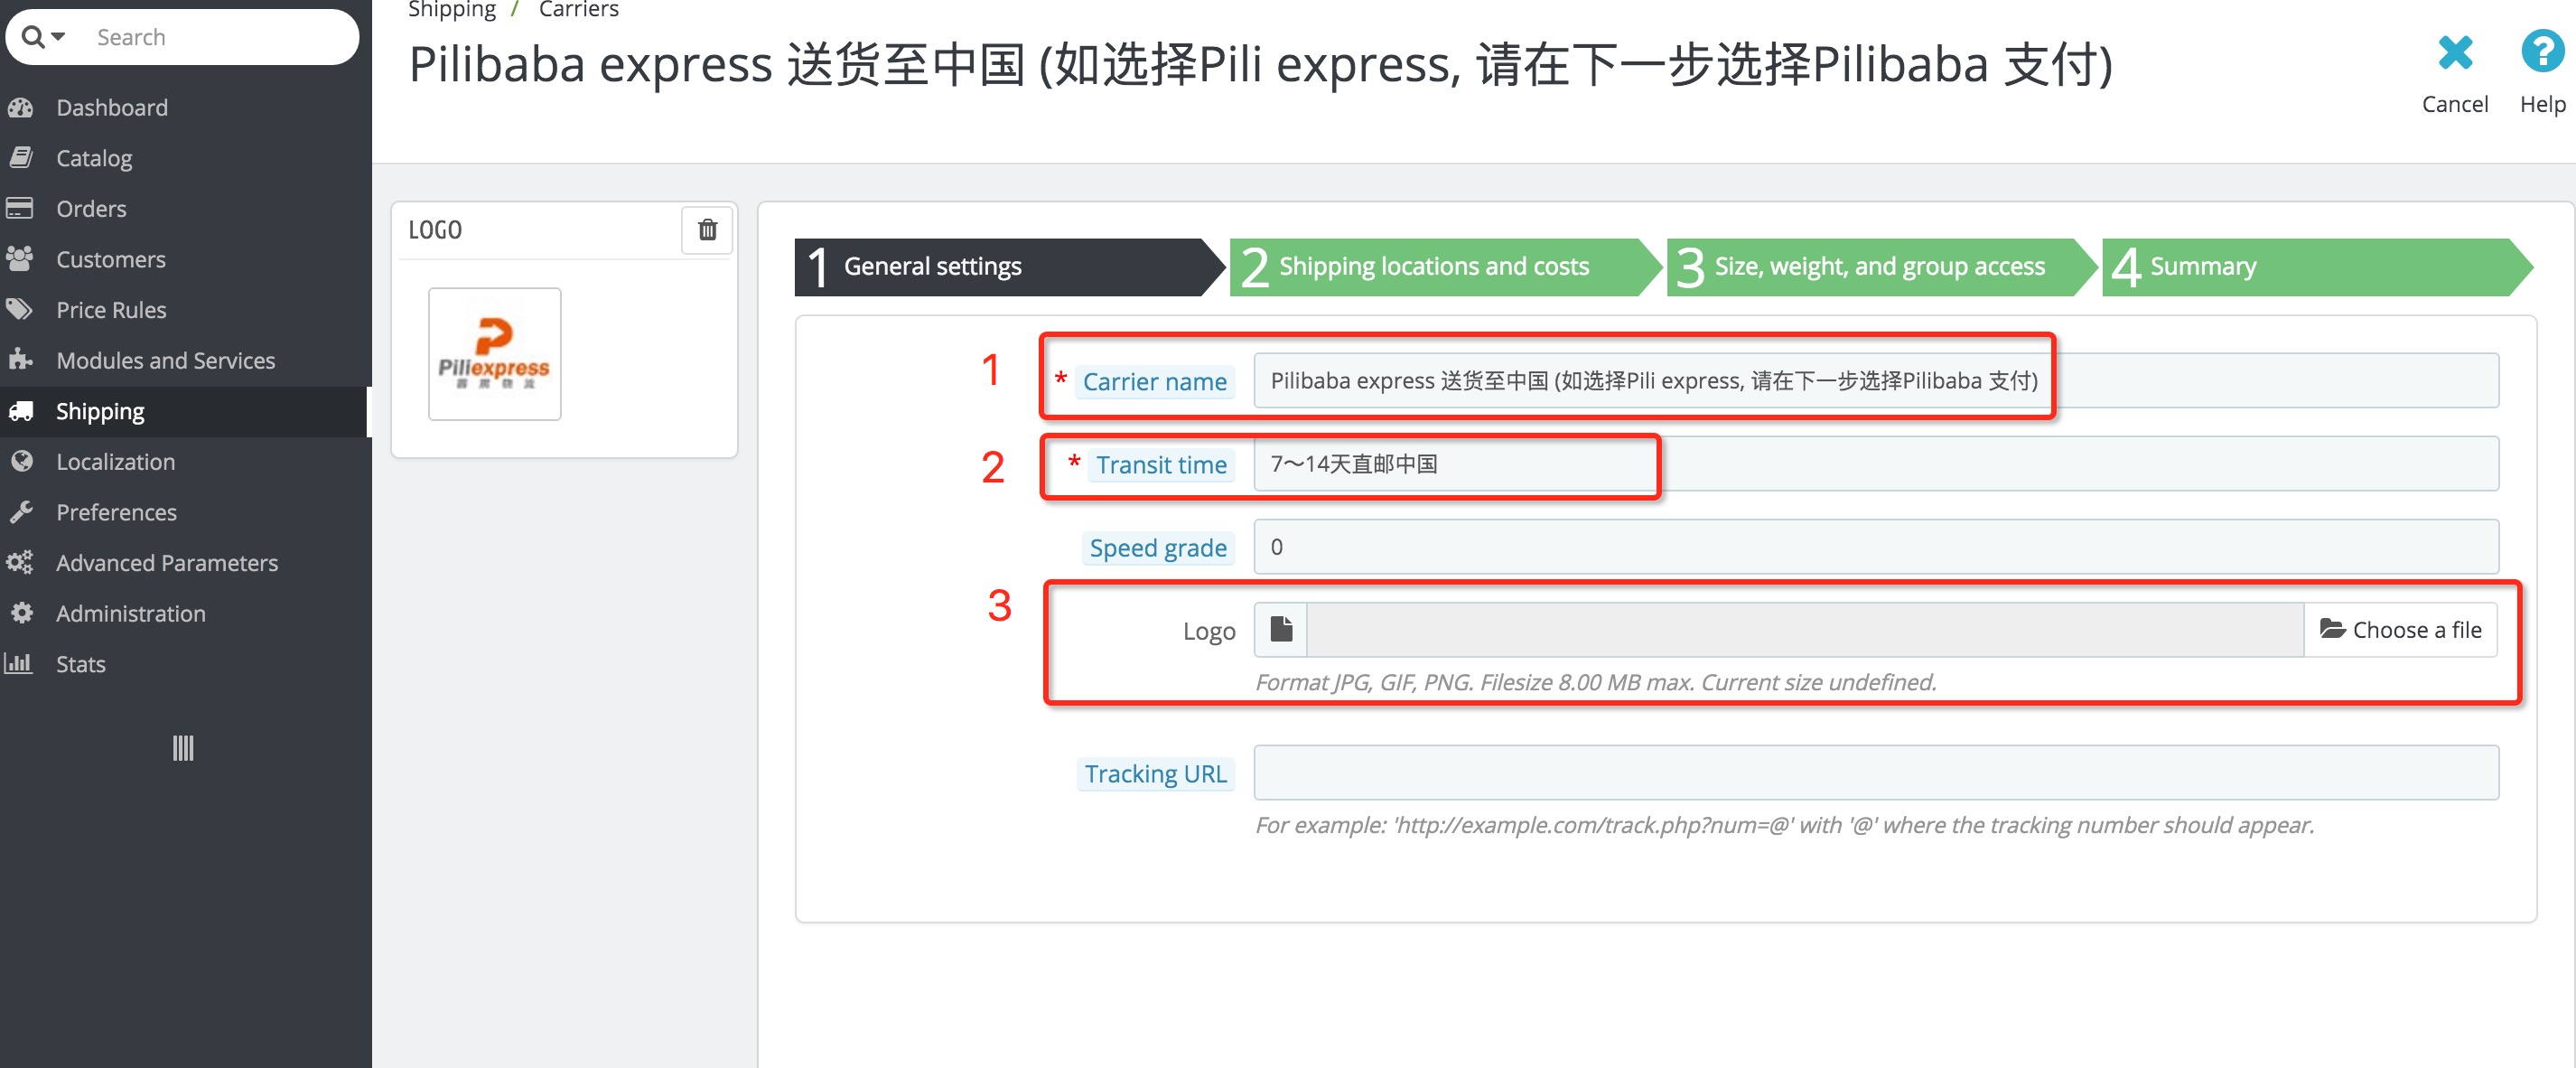 Shipping / Carriers
Pilibaba express 送货至中国 (如选择Pili express, 请在下一步选择Pilibaba 支付)
Cancel
Help
Search
Dashboard
Catalog
Orders
Customers
Price Rules
Modules and Services
Shipping
Localization
Preferences
Advanced Parameters
Administration
Stats
LOGO
Piliexpress
1 General settings
2 Shipping locations and costs
3 Size, weight, and group access
4 Summary
1 * Carrier name Pilibaba express 送货至中国 (如选择Pili express, 请在下一步选择Pilibaba 支付)
2 * Transit time 7～14天直邮中国
Speed grade 0
3 Logo Choose a file
Format JPG, GIF, PNG. Filesize 8.00 MB max. Current size undefined.
Tracking URL
For example: 'http://example.com/track.php?num=@' with '@' where the tracking number should appear.